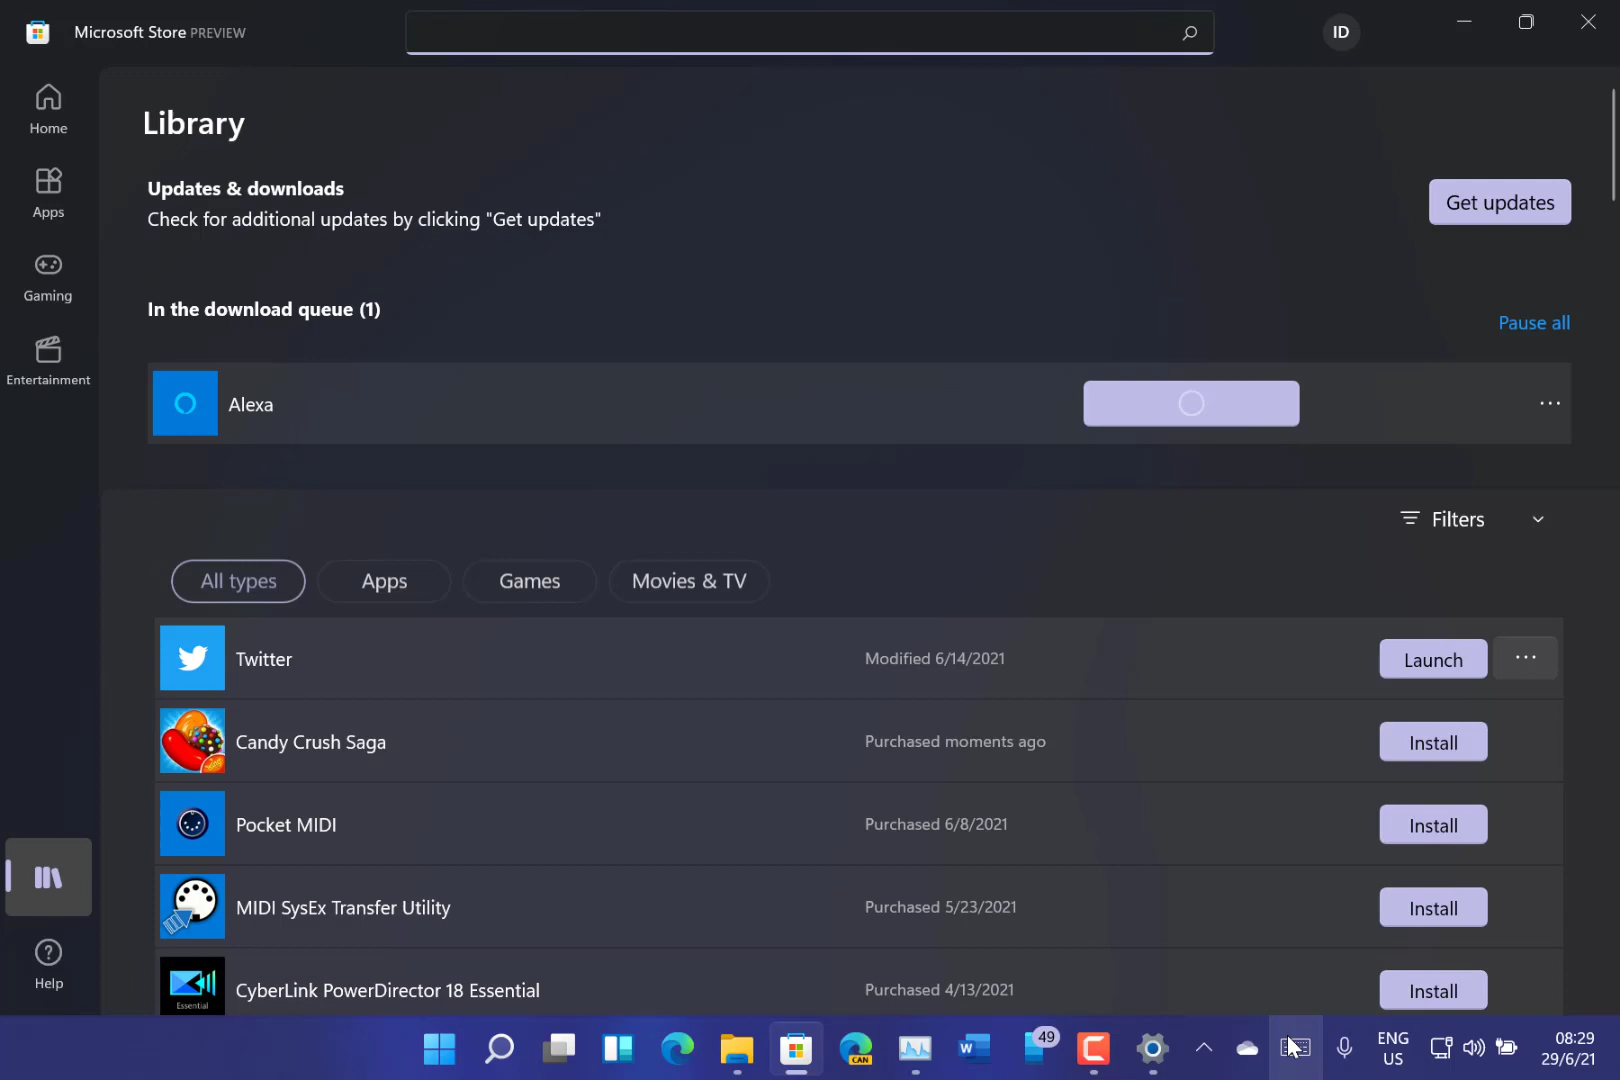 Microsoft Store PREVIEW
ID
Home
Apps
Gaming
Entertainment
Help
Library
Updates & downloads
Check for additional updates by clicking "Get updates"
Get updates
In the download queue (1)
Pause all
Alexa
Filters
All types Apps Games Movies & TV
Twitter Modified 6/14/2021 Launch
Candy Crush Saga Purchased moments ago Install
Pocket MIDI Purchased 6/8/2021 Install
MIDI SysEx Transfer Utility Purchased 5/23/2021 Install
Essential
CyberLink PowerDirector 18 Essential Purchased 4/13/2021 Install
CAN
W
49
C
ENG
US
08:29
29/6/21